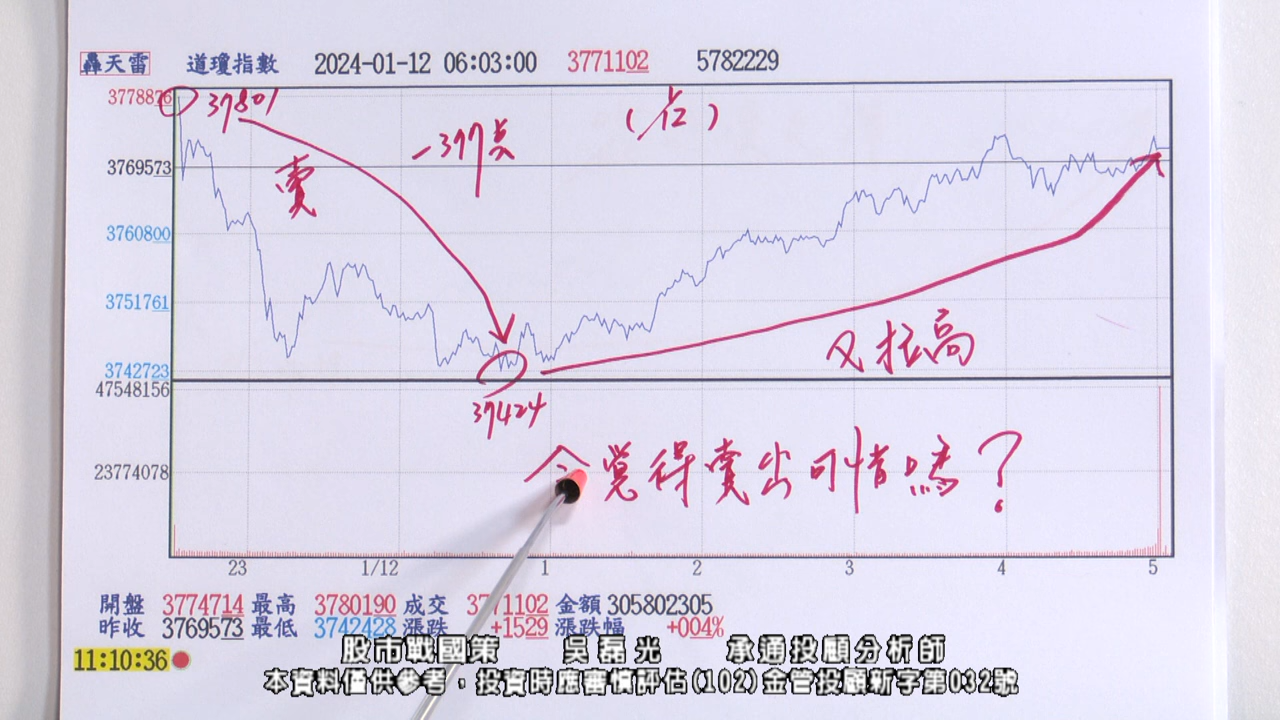 轟天雷 道瓊指數 2024-01-12 06:03:00 3771102 5782229
3778826
37801
-377点
(左)
3769573
賣
3760800
3751761
又拉高
3742723
47548156
37424
會覺得賣出可惜嗎？
23774078
23 1/12 1 2 3 4 5
開盤 3774714 最高 3780190 成交 3771102 金額 305802305
昨收 3769573 最低 3742428 漲跌 +1529 漲跌幅 +004%
11:10:36
股市戰國策 吳磊光 承通投顧分析師
本資料僅供參考，投資時應審慎評估(102)金管投顧新字第032號